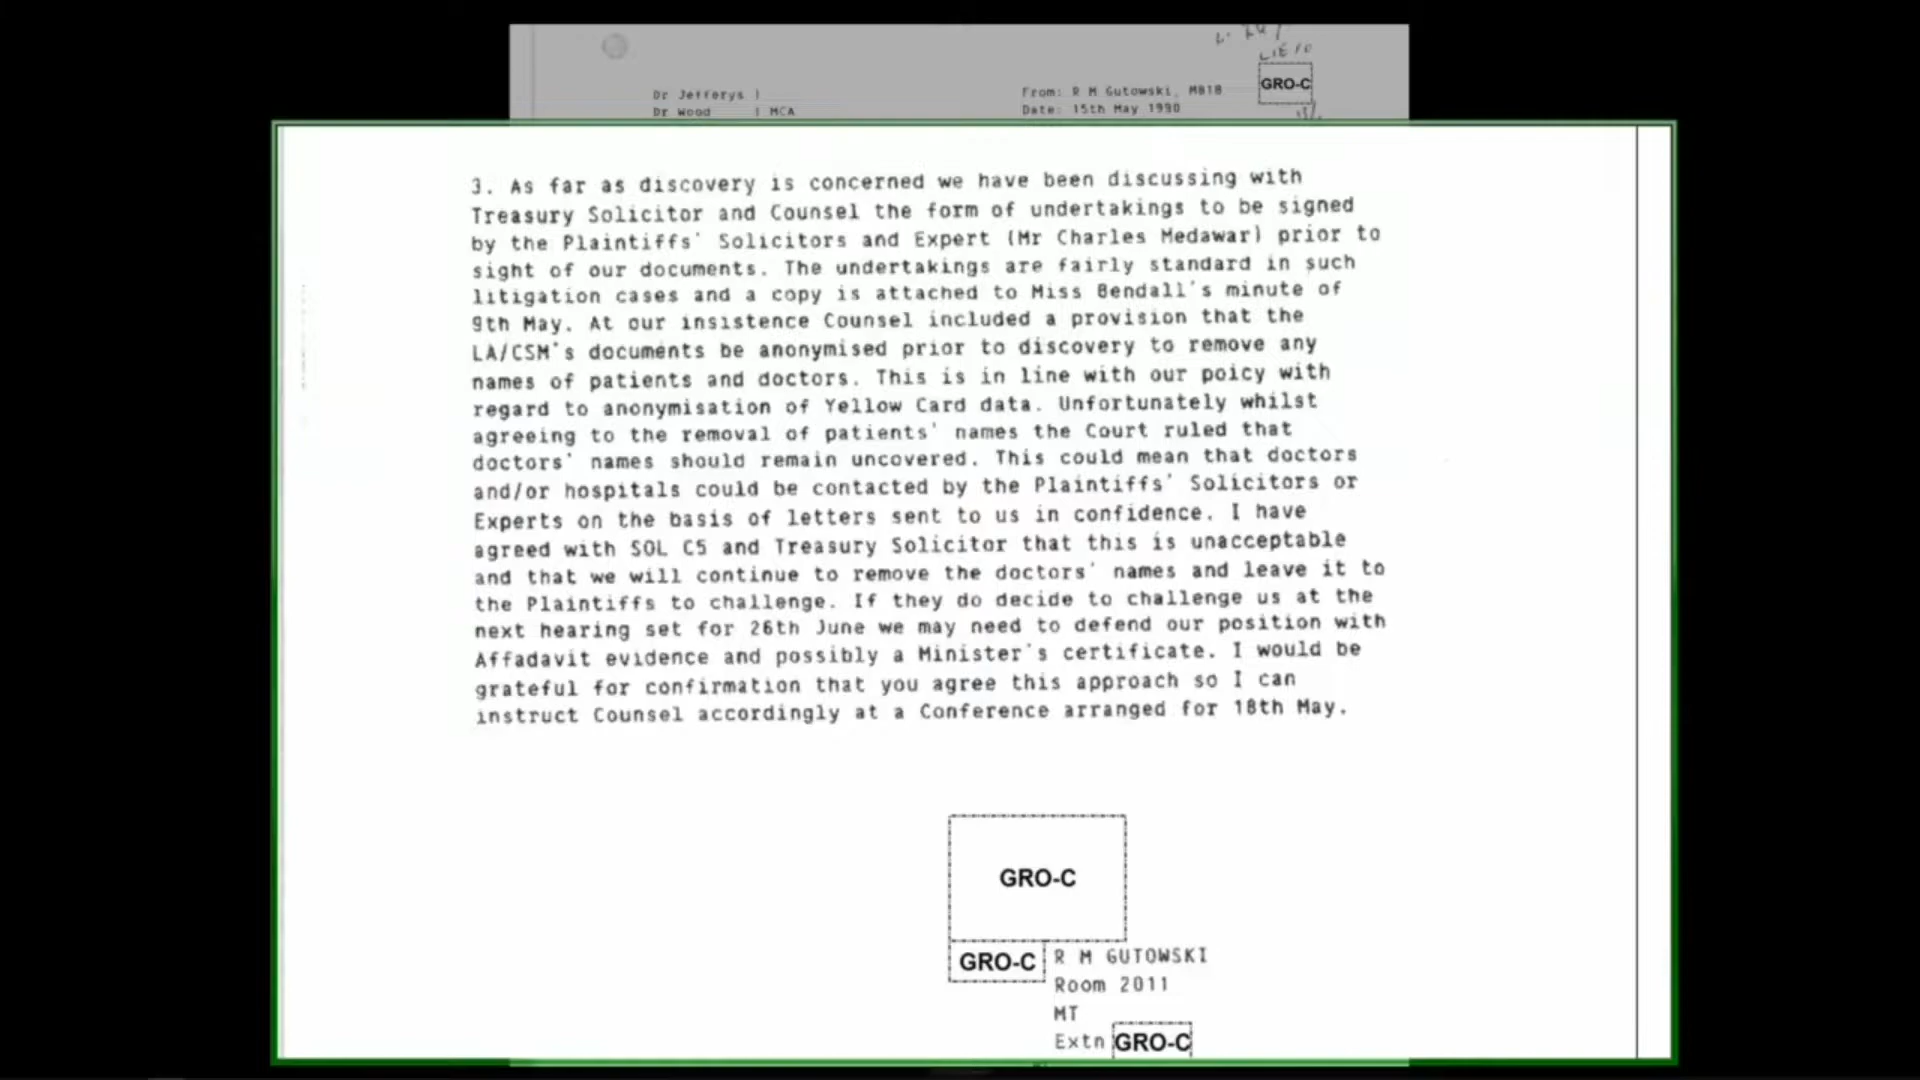 GRO-C
Dr Jefferys |
From: R M Gutowski, MB1B
Dr Wood | MCA
Date: 15th May 1990
3. As far as discovery is concerned we have been discussing with
Treasury Solicitor and Counsel the form of undertakings to be signed
by the Plaintiffs' Solicitors and Expert (Mr Charles Medawar) prior to
sight of our documents. The undertakings are fairly standard in such
litigation cases and a copy is attached to Miss Bendall's minute of
9th May. At our insistence Counsel included a provision that the
LA/CSM's documents be anonymised prior to discovery to remove any
names of patients and doctors. This is in line with our poicy with
regard to anonymisation of Yellow Card data. Unfortunately whilst
agreeing to the removal of patients' names the Court ruled that
doctors' names should remain uncovered. This could mean that doctors
and/or hospitals could be contacted by the Plaintiffs' Solicitors or
Experts on the basis of letters sent to us in confidence. I have
agreed with SOL C5 and Treasury Solicitor that this is unacceptable
and that we will continue to remove the doctors' names and leave it to
the Plaintiffs to challenge. If they do decide to challenge us at the
next hearing set for 26th June we may need to defend our position with
Affadavit evidence and possibly a Minister's certificate. I would be
grateful for confirmation that you agree this approach so I can
instruct Counsel accordingly at a Conference arranged for 18th May.
GRO-C
GRO-C R M GUTOWSKI
Room 2011
MT
Extn GRO-C